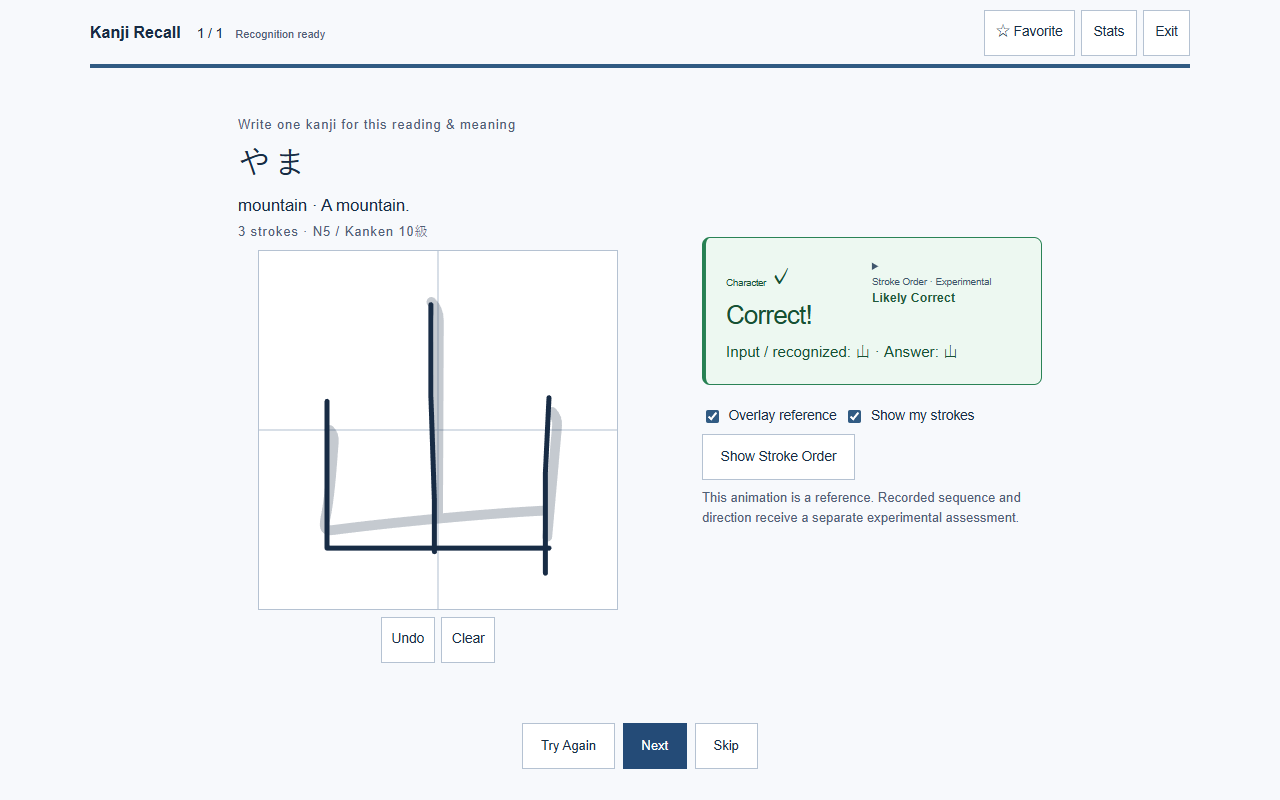 Kanji Recall 1 / 1 Recognition ready ☆ Favorite Stats Exit
Write one kanji for this reading & meaning
やま
mountain · A mountain.
3 strokes · N5 / Kanken 10級
山
Undo Clear
Character ✓
Correct!
▶ Stroke Order · Experimental
Likely Correct
Input / recognized: 山 · Answer: 山
Overlay reference Show my strokes
Show Stroke Order
This animation is a reference. Recorded sequence and
direction receive a separate experimental assessment.
Try Again Next Skip